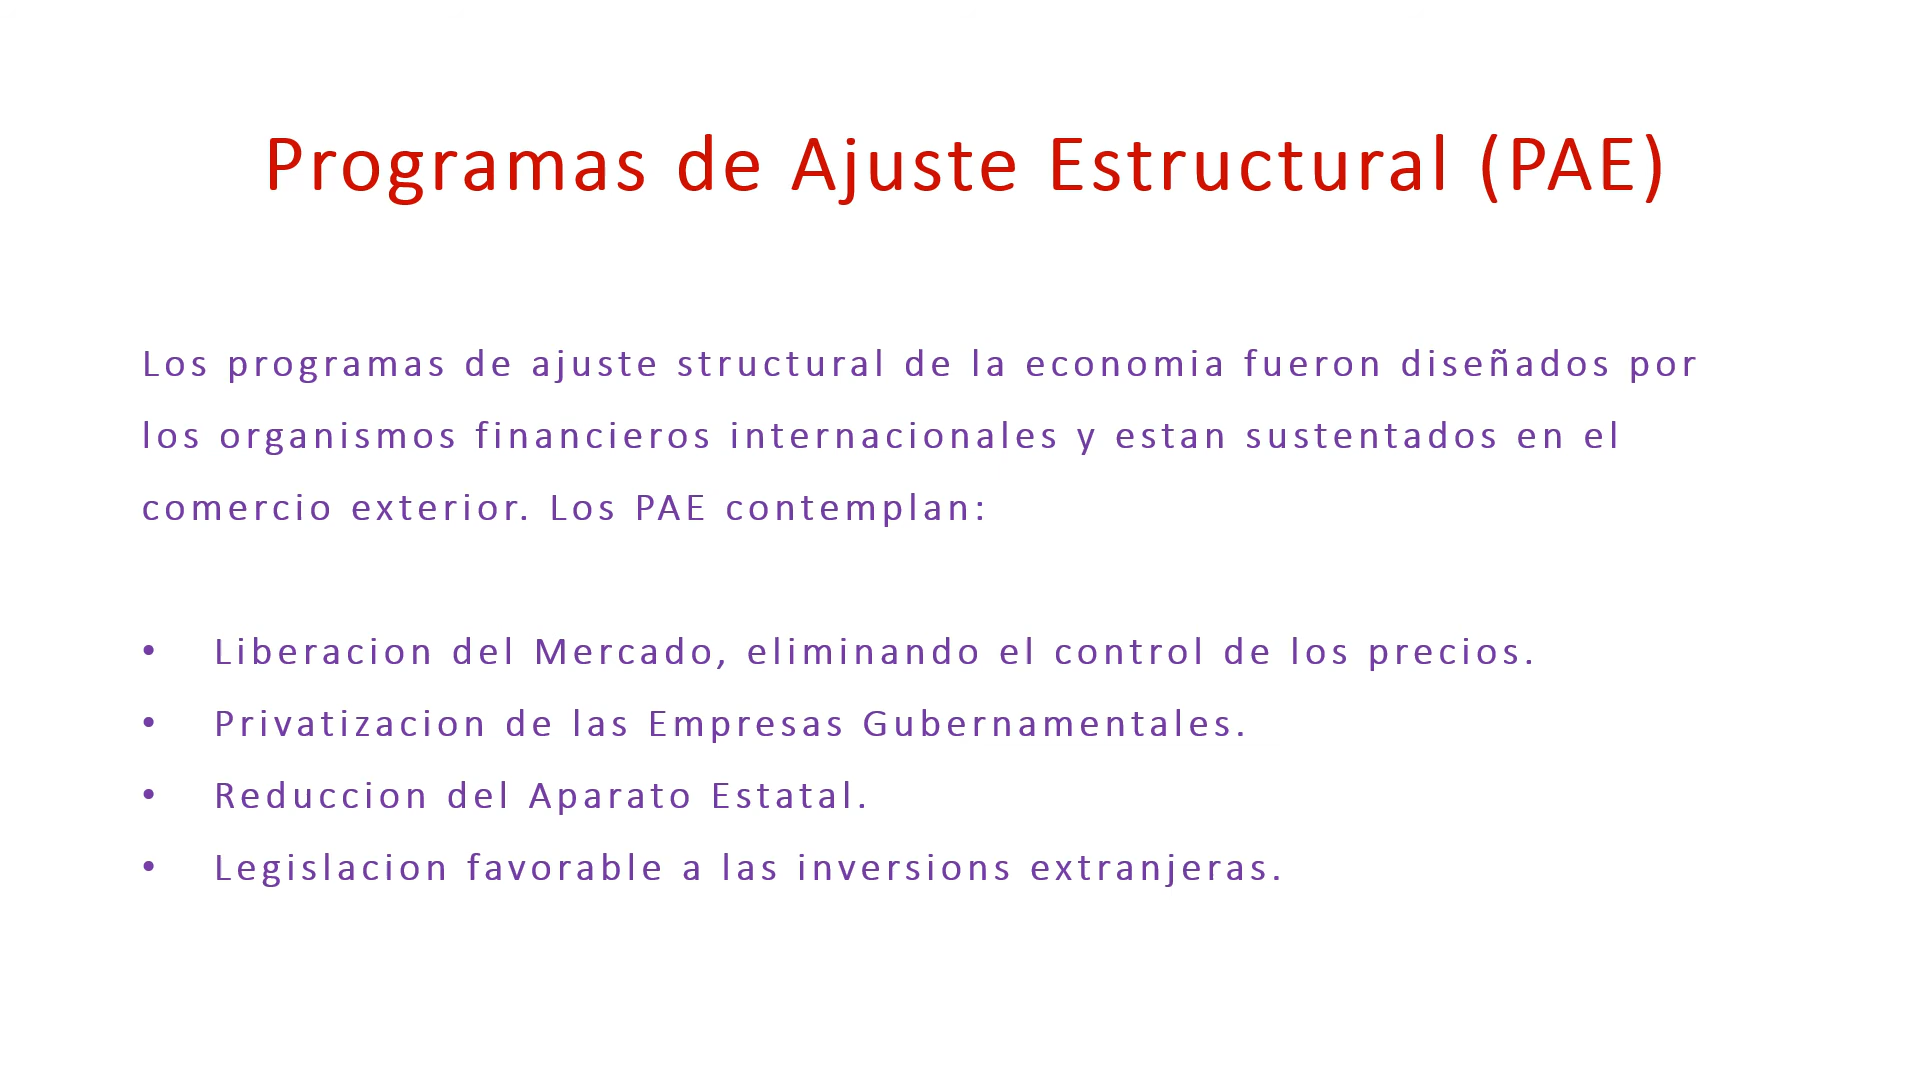 Programas de Ajuste Estructural (PAE)
Los programas de ajuste structural de la economia fueron diseñados por
los organismos financieros internacionales y estan sustentados en el
comercio exterior. Los PAE contemplan:
• Liberacion del Mercado, eliminando el control de los precios.
• Privatizacion de las Empresas Gubernamentales.
• Reduccion del Aparato Estatal.
• Legislacion favorable a las inversions extranjeras.